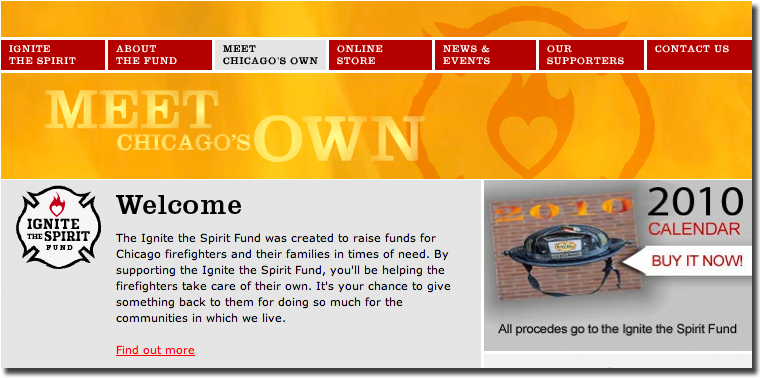 IGNITE
THE SPIRIT
ABOUT
THE FUND
MEET
CHICAGO'S OWN
ONLINE
STORE
NEWS &
EVENTS
OUR
SUPPORTERS
CONTACT US
MEET
CHICAGO'S OWN
IGNITE
THE SPIRIT
FUND
Welcome
The Ignite the Spirit Fund was created to raise funds for
Chicago firefighters and their families in times of need. By
supporting the Ignite the Spirit Fund, you'll be helping the
firefighters take care of their own. It's your chance to give
something back to them for doing so much for the
communities in which we live.
Find out more
2010
2010
CALENDAR
BUY IT NOW!
All procedes go to the Ignite the Spirit Fund